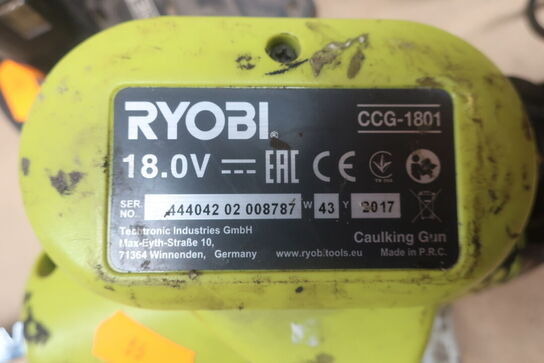 RYOBI
CCG-1801
18.0V
EAC CE
SER. NO. 444042 02 008787 W 43 Y 2017
Techtronic Industries GmbH
Max-Eyth-Straße 10,
71364 Winnenden, Germany
www.ryobitools.eu
Caulking Gun
Made in P.R.C.